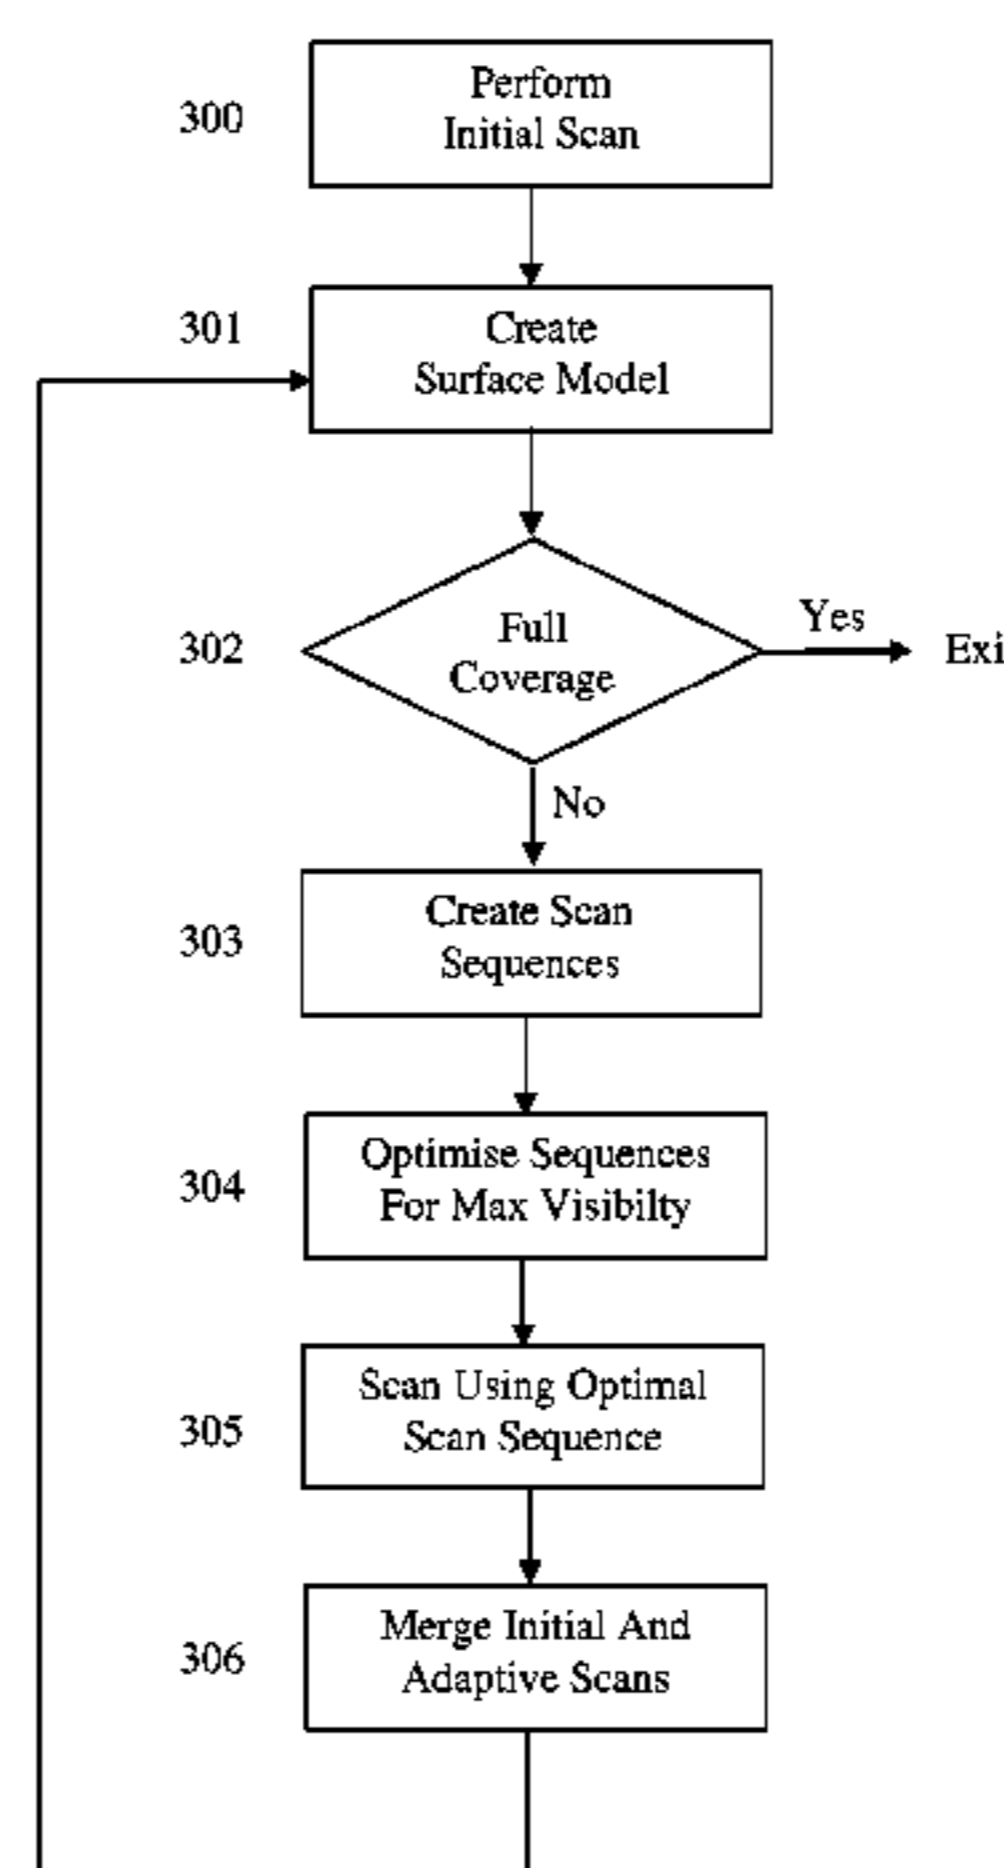 300
Perform
Initial Scan
301
Create
Surface Model
302
Full
Coverage
Yes
Exi
No
303
Create Scan
Sequences
304
Optimise Sequences
For Max Visibilty
305
Scan Using Optimal
Scan Sequence
306
Merge Initial And
Adaptive Scans